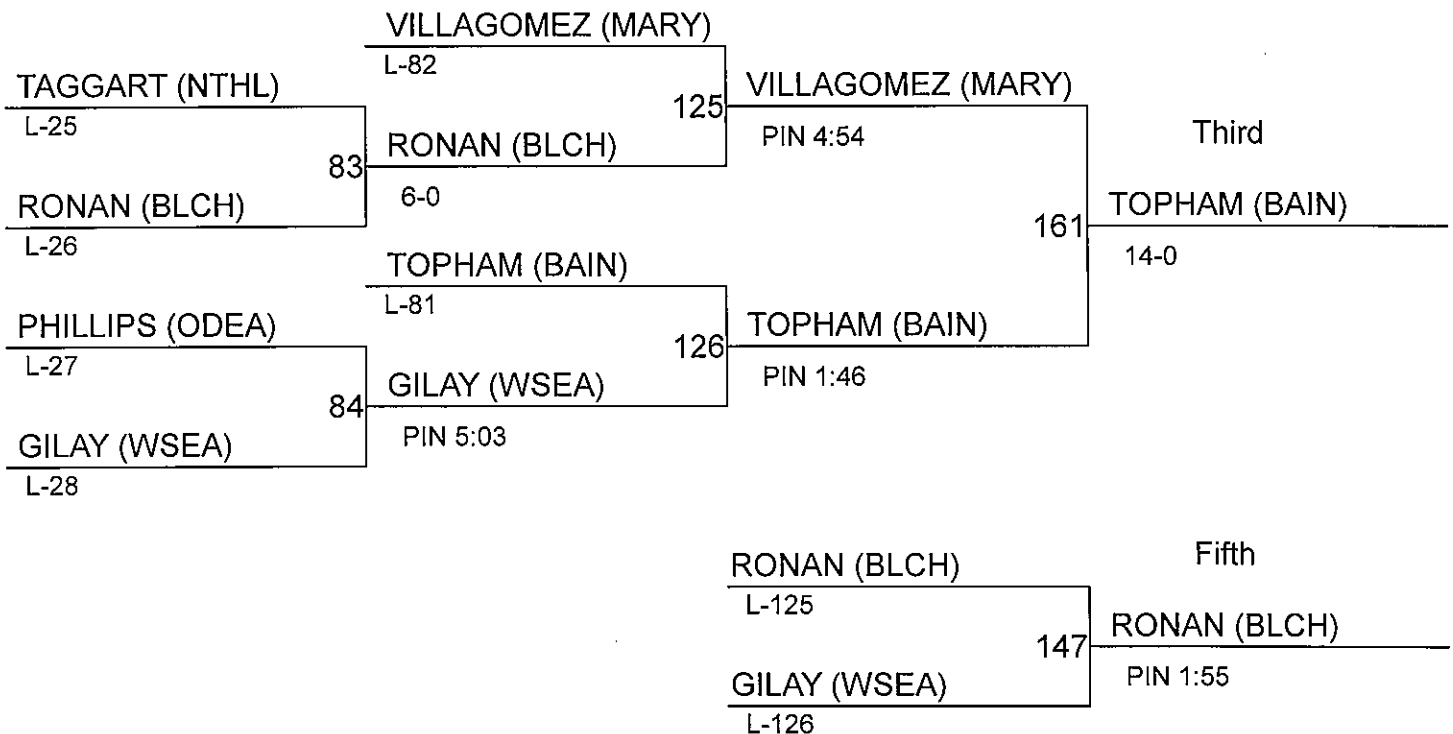 VILLAGOMEZ (MARY)
L-82
TAGGART (NTHL)
L-25
125
VILLAGOMEZ (MARY)
PIN 4:54
83
RONAN (BLCH)
6-0
RONAN (BLCH)
L-26
Third
161
TOPHAM (BAIN)
14-0
TOPHAM (BAIN)
L-81
PHILLIPS (ODEA)
L-27
126
TOPHAM (BAIN)
PIN 1:46
84
GILAY (WSEA)
PIN 5:03
GILAY (WSEA)
L-28
Fifth
RONAN (BLCH)
L-125
147
RONAN (BLCH)
PIN 1:55
GILAY (WSEA)
L-126